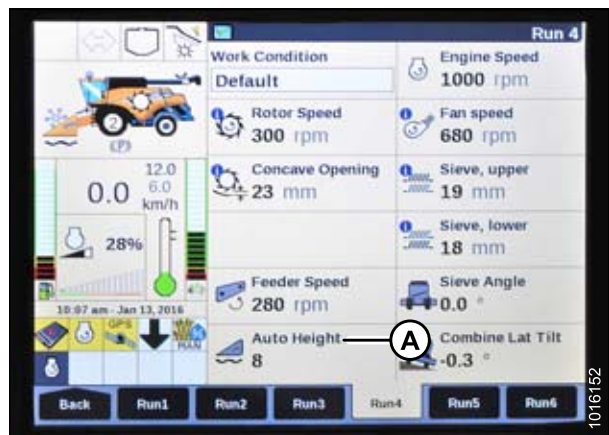 Run 4
Work Condition
Default
Engine Speed
1000 rpm
Rotor Speed
300 rpm
Fan speed
680 rpm
Concave Opening
23 mm
Sieve, upper
19 mm
Sieve, lower
18 mm
Feeder Speed
280 rpm
Sieve Angle
0.0 °
Auto Height
8
A
Combine Lat Tilt
-0.3 °
2
(P)
0.0
12.0
6.0
km/h
28%
10:07 am - Jan 13, 2016
GPS
MAN
Back
Run1
Run2
Run3
Run4
Run5
Run6
1016152